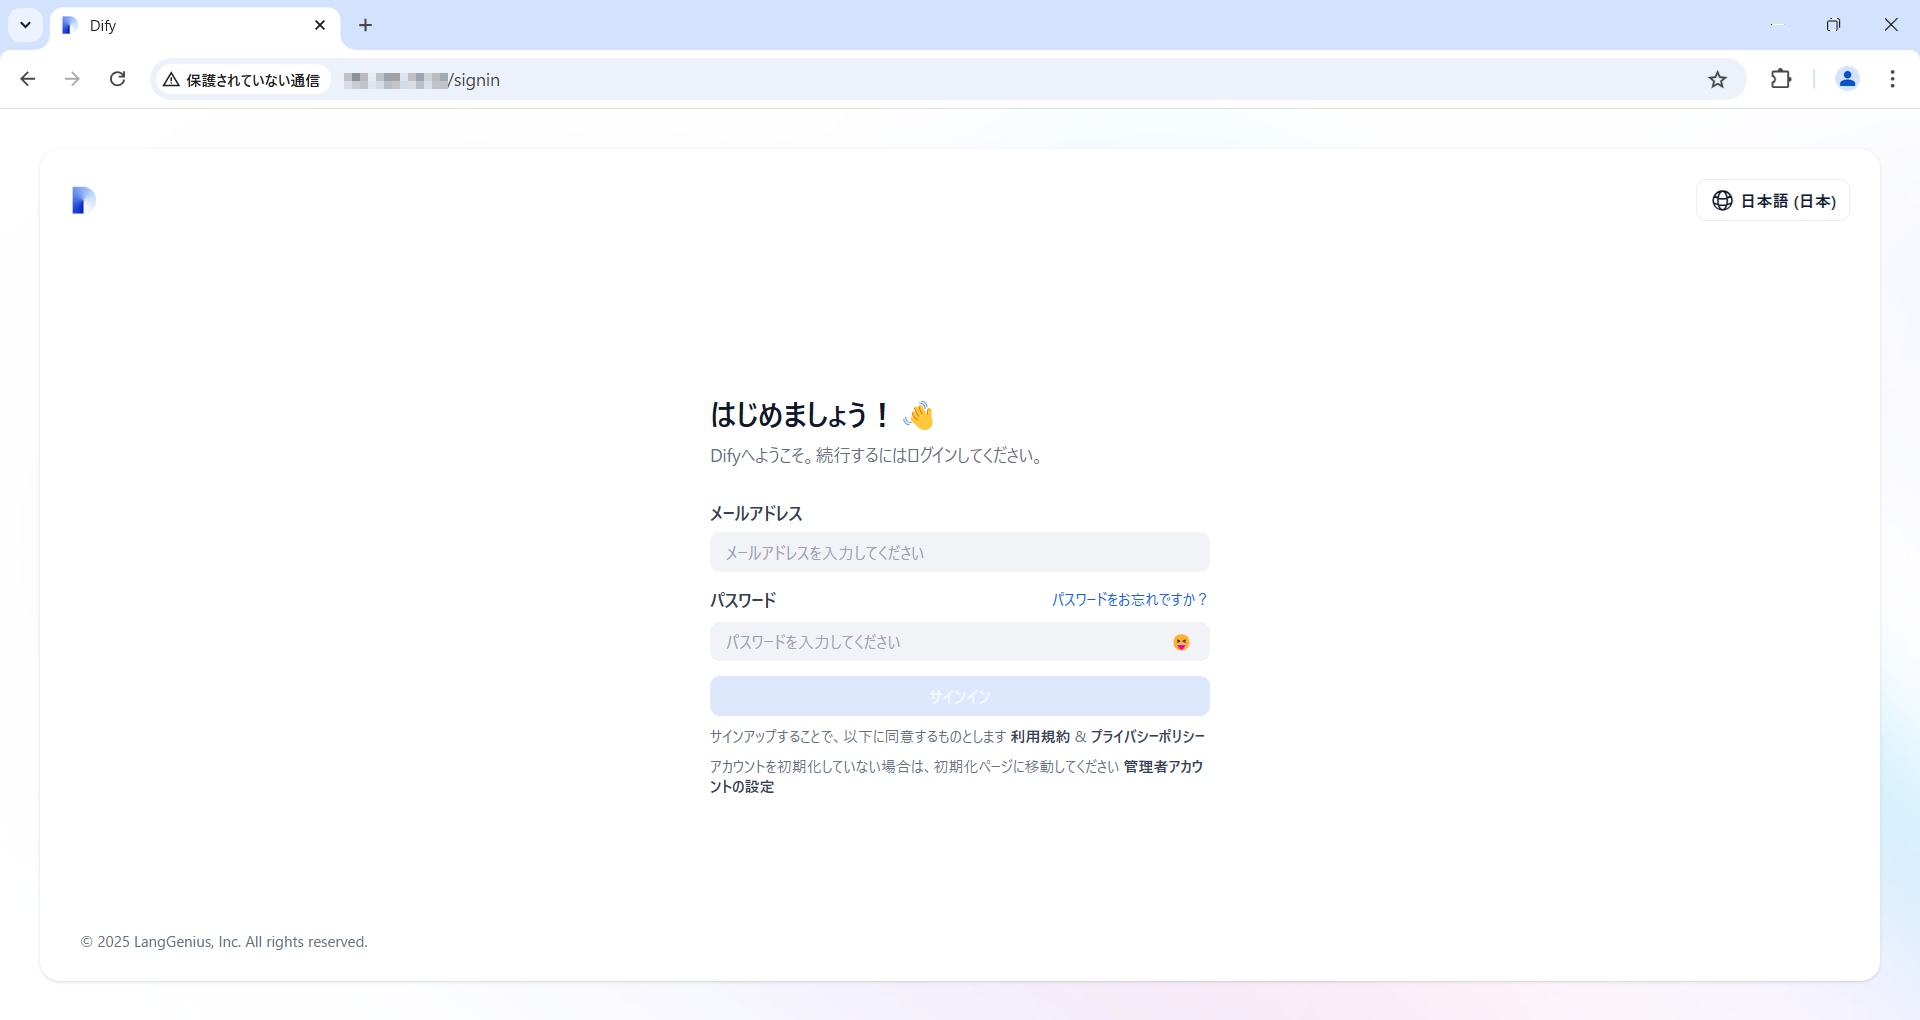 Dify
保護されていない通信
/signin
日本語 (日本)
はじめましょう！
Difyへようこそ。続行するにはログインしてください。
メールアドレス
メールアドレスを入力してください
パスワード
パスワードをお忘れですか？
パスワードを入力してください
サインイン
サインアップすることで、以下に同意するものとします 利用規約 & プライバシーポリシー
アカウントを初期化していない場合は、初期化ページに移動してください 管理者アカウ
ントの設定
© 2025 LangGenius, Inc. All rights reserved.